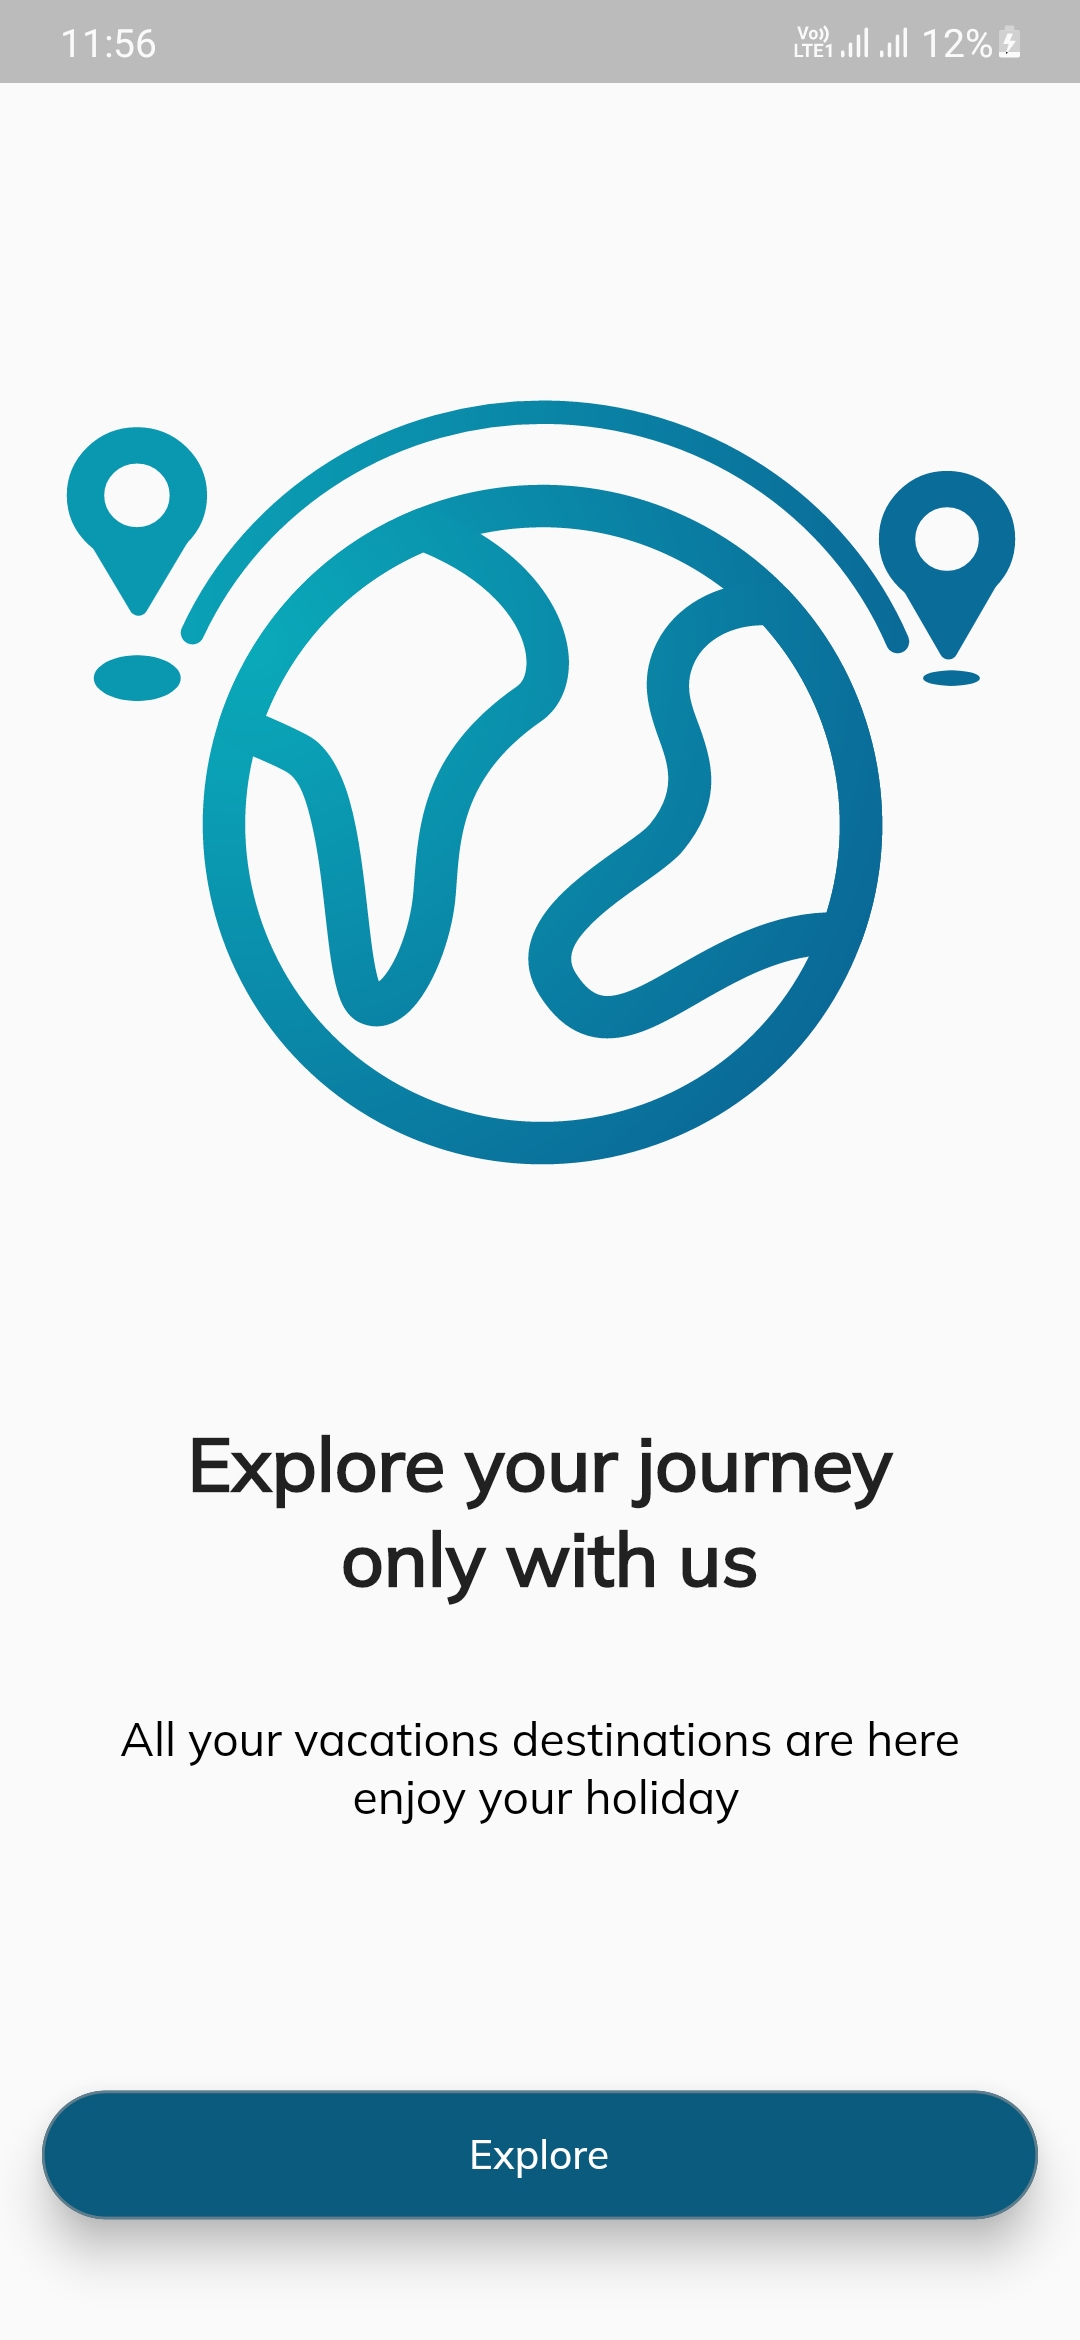 11:56
Vo)) LTE1 12%
Explore your journey
only with us
All your vacations destinations are here
enjoy your holiday
Explore